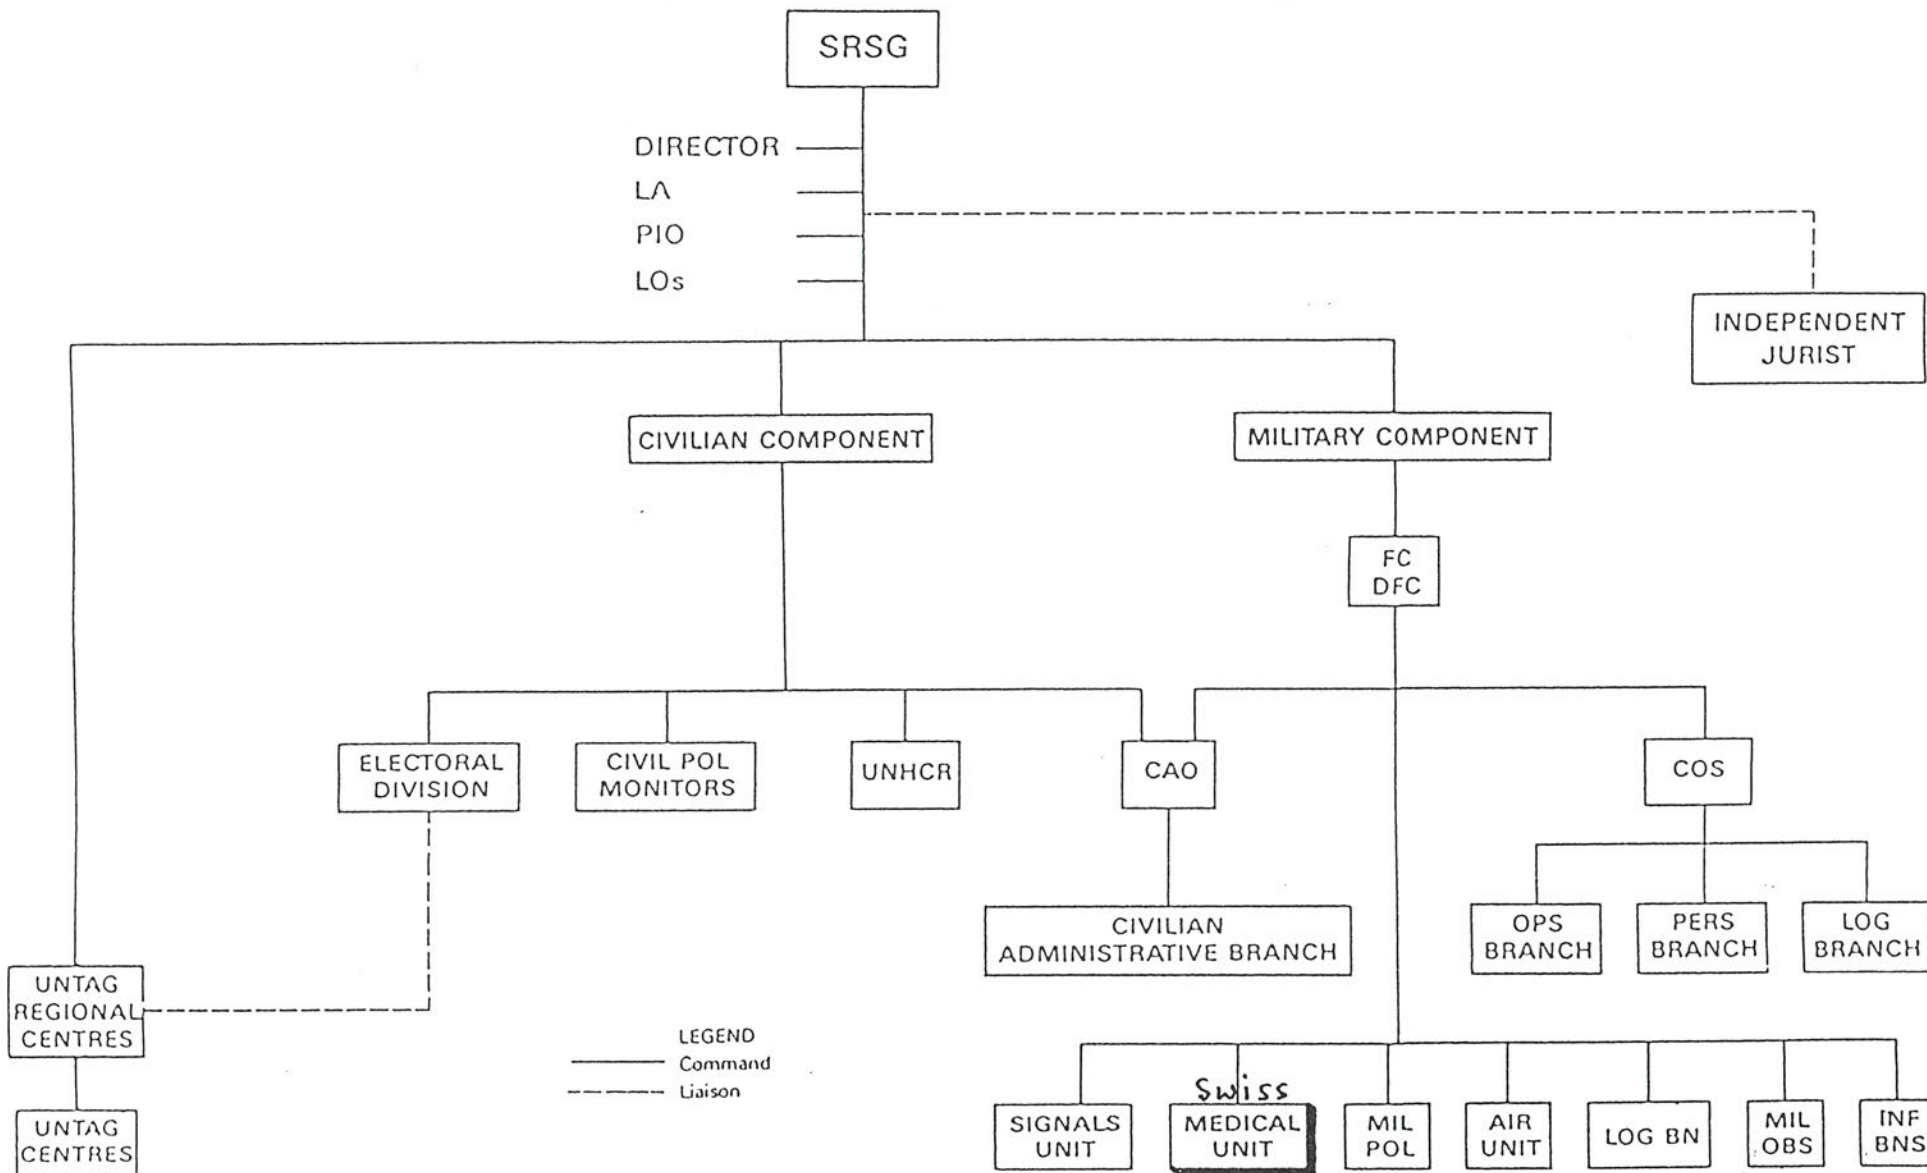 SRSG
DIRECTOR
LA
PIO
LOs
INDEPENDENT
JURIST
CIVILIAN COMPONENT
MILITARY COMPONENT
FC
DFC
ELECTORAL
DIVISION
CIVIL POL
MONITORS
UNHCR
CAO
COS
CIVILIAN
ADMINISTRATIVE BRANCH
OPS
BRANCH
PERS
BRANCH
LOG
BRANCH
UNTAG
REGIONAL
CENTRES
UNTAG
CENTRES
LEGEND
Command
Liaison
SIGNALS
UNIT
Swiss
MEDICAL
UNIT
MIL
POL
AIR
UNIT
LOG BN
MIL
OBS
INF
BNS